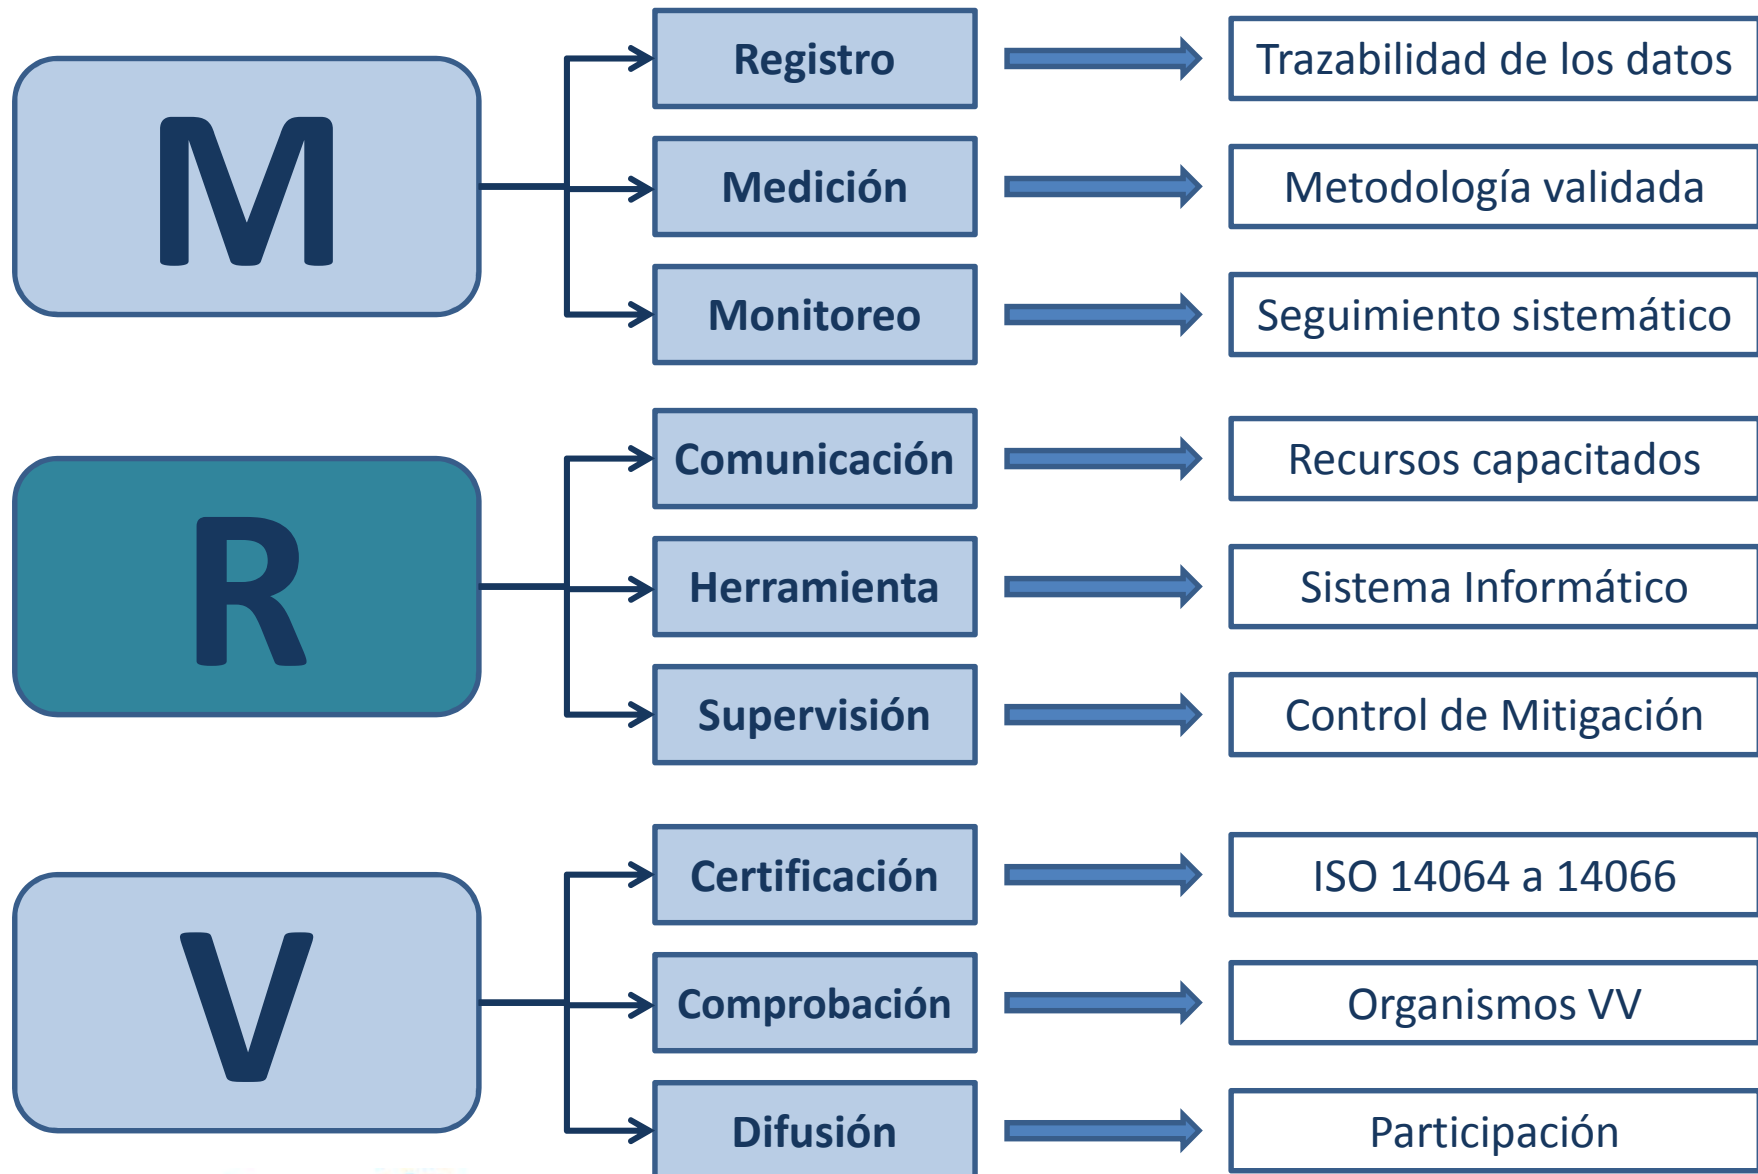 M
Registro
Trazabilidad de los datos
Medición
Metodología validada
Monitoreo
Seguimiento sistemático
R
Comunicación
Recursos capacitados
Herramienta
Sistema Informático
Supervisión
Control de Mitigación
V
Certificación
ISO 14064 a 14066
Comprobación
Organismos VV
Difusión
Participación